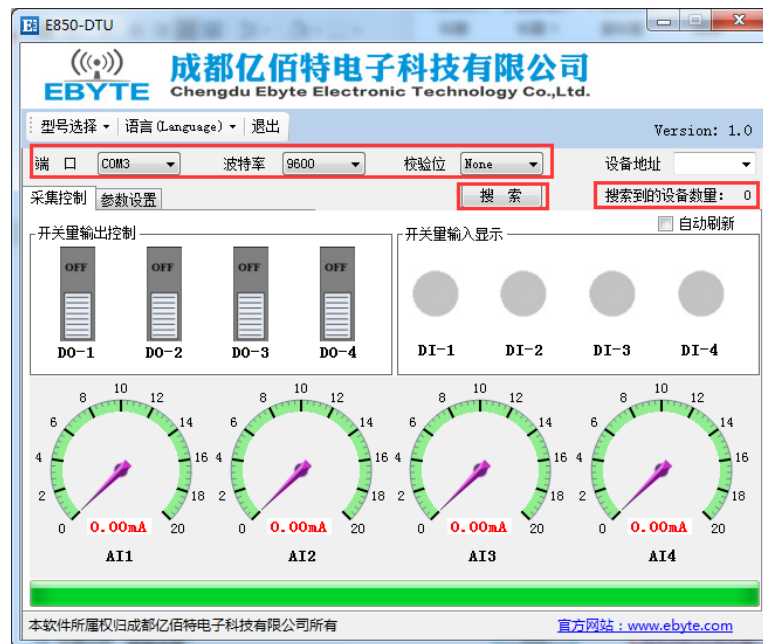 E850-DTU
EBYTE 成都亿佰特电子科技有限公司
Chengdu Ebyte Electronic Technology Co.,Ltd.
型号选择 语言(Language) 退出
Version: 1.0
端 口 COM3 波特率 9600 校验位 None 设备地址
采集控制 参数设置 搜 索 搜索到的设备数量: 0
自动刷新
开关量输出控制 开关量输入显示
OFF OFF OFF OFF
DO-1 DO-2 DO-3 DO-4 DI-1 DI-2 DI-3 DI-4
0 2 4 6 8 10 12 14 16 18 20
0.00mA
AI1
0 2 4 6 8 10 12 14 16 18 20
0.00mA
AI2
0 2 4 6 8 10 12 14 16 18 20
0.00mA
AI3
0 2 4 6 8 10 12 14 16 18 20
0.00mA
AI4
本软件所属权归成都亿佰特电子科技有限公司所有 官方网站:www.ebyte.com